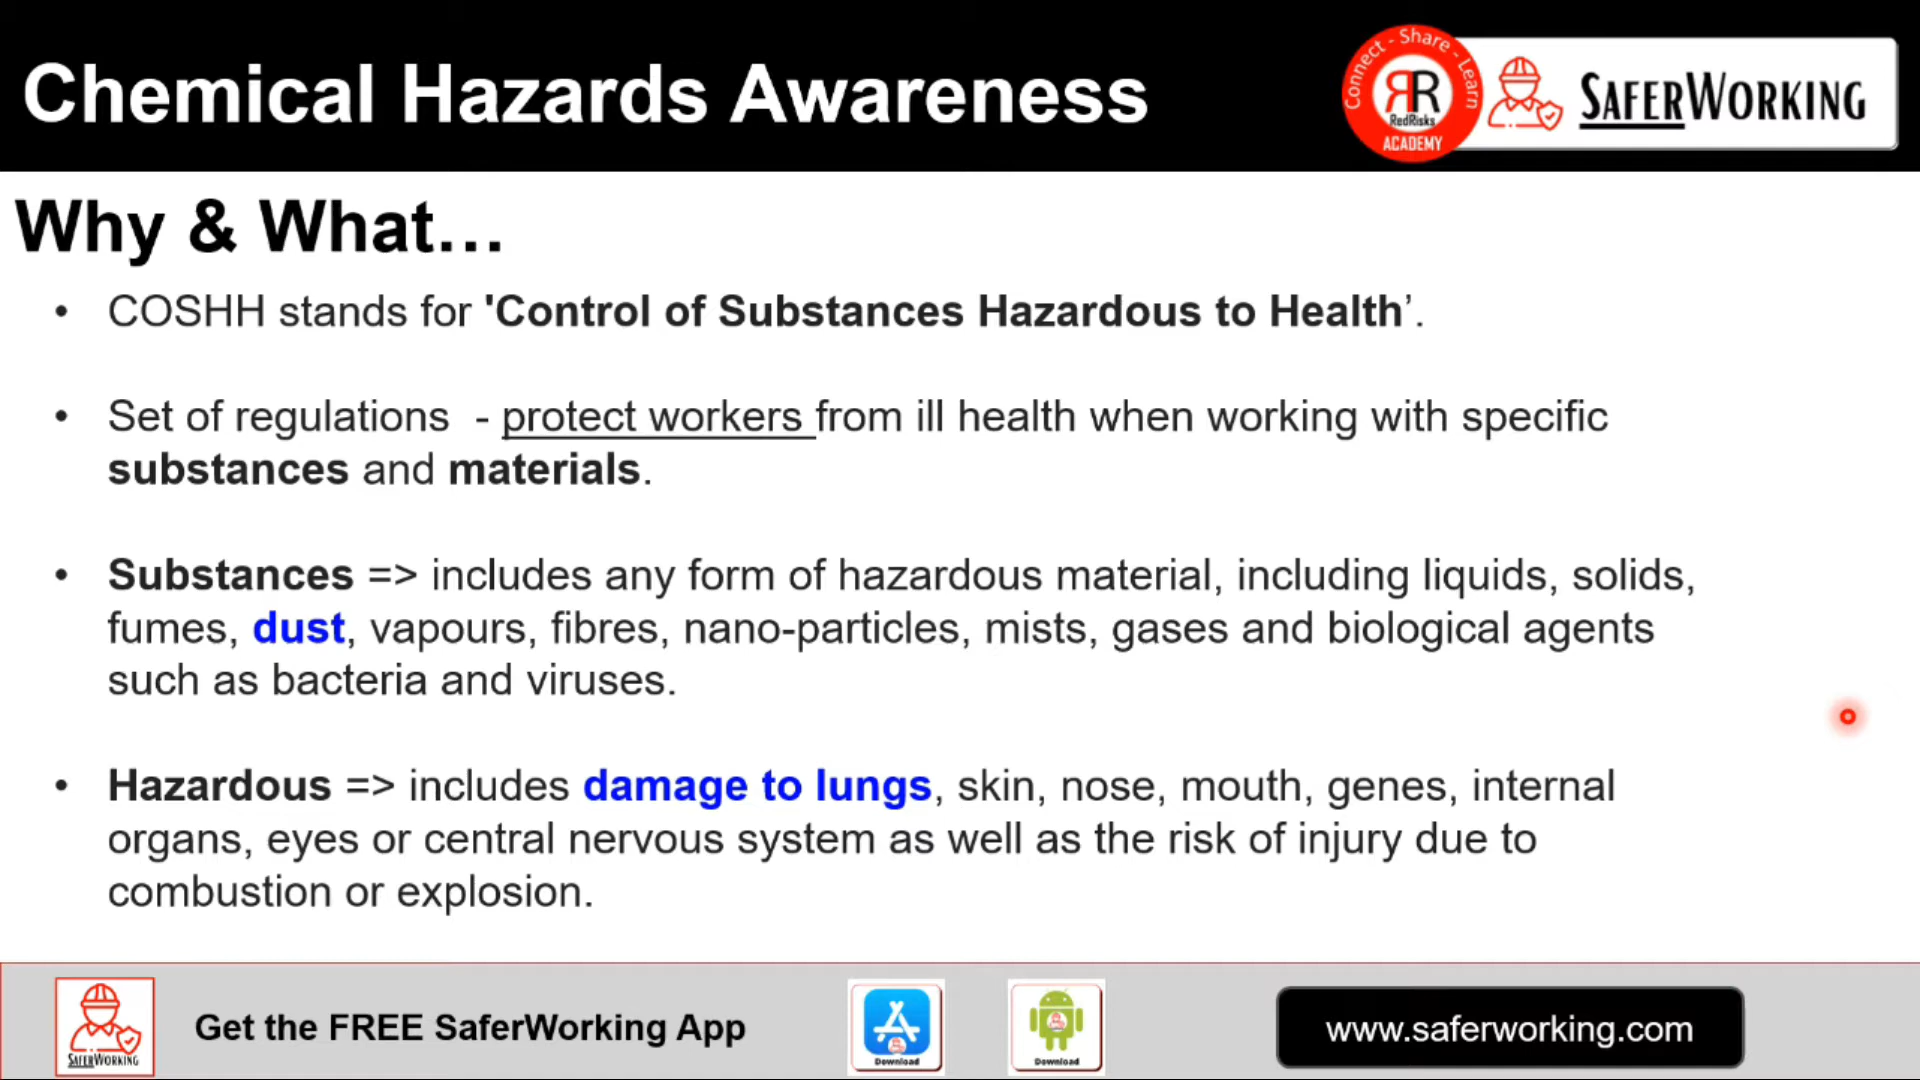 Chemical Hazards Awareness
Connect - Share - Learn
RR
RedRisks
ACADEMY
SAFERWORKING
Why & What...
• COSHH stands for 'Control of Substances Hazardous to Health’.
• Set of regulations - protect workers from ill health when working with specific
substances and materials.
• Substances => includes any form of hazardous material, including liquids, solids,
fumes, dust, vapours, fibres, nano-particles, mists, gases and biological agents
such as bacteria and viruses.
• Hazardous => includes damage to lungs, skin, nose, mouth, genes, internal
organs, eyes or central nervous system as well as the risk of injury due to
combustion or explosion.
SAFERWORKING
Get the FREE SaferWorking App
Download
Download
www.saferworking.com